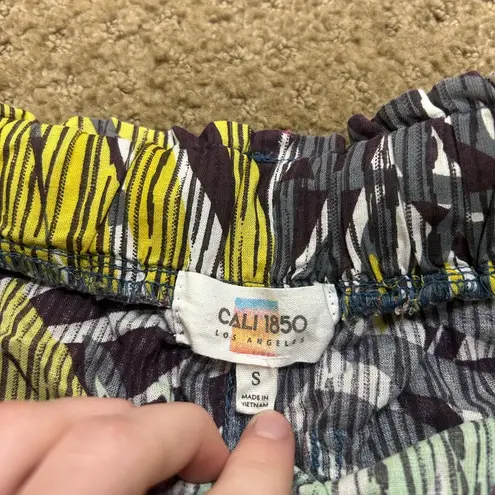 CALI 1850
LOS ANGELES
S
MADE IN
VIETNAM